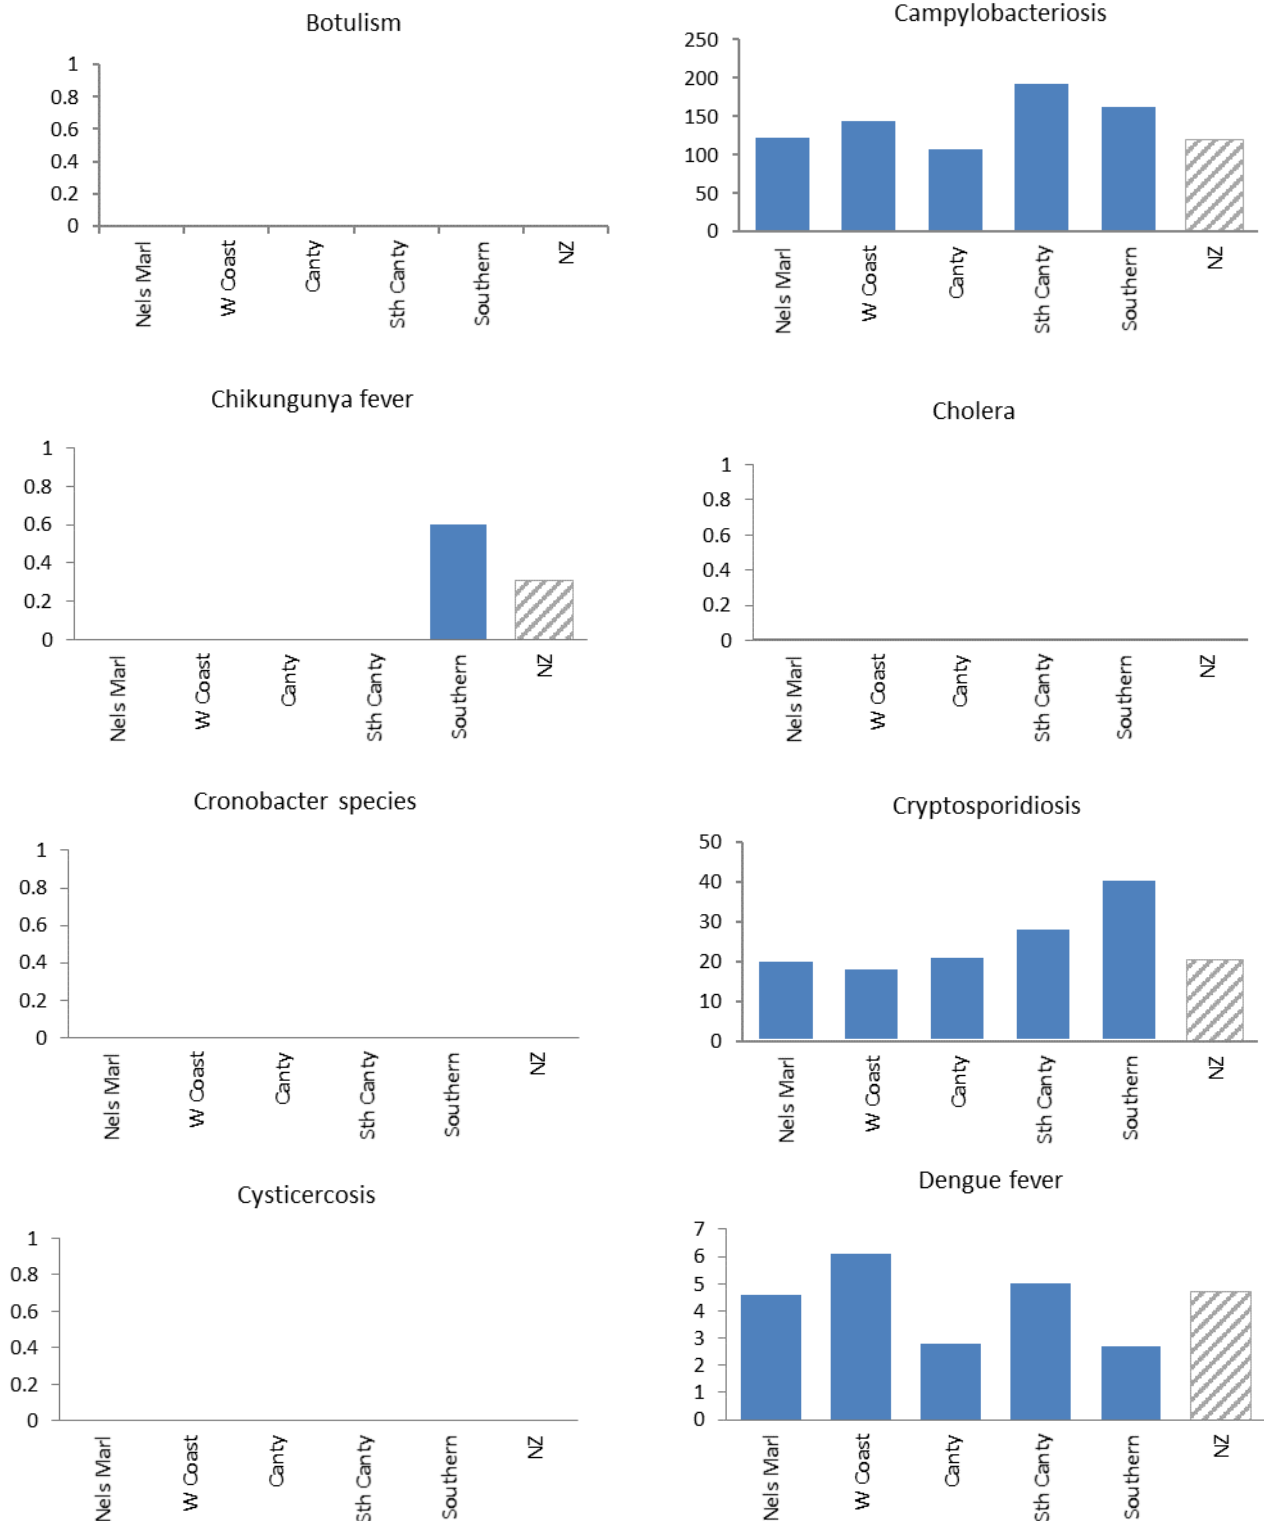 Botulism
1
0.8
0.6
0.4
0.2
0
Nels Marl
W Coast
Canty
Sth Canty
Southern
NZ
Campylobacteriosis
250
200
150
100
50
0
Nels Marl
W Coast
Canty
Sth Canty
Southern
NZ
Chikungunya fever
1
0.8
0.6
0.4
0.2
0
Nels Marl
W Coast
Canty
Sth Canty
Southern
NZ
Cholera
1
0.8
0.6
0.4
0.2
0
Nels Marl
W Coast
Canty
Sth Canty
Southern
NZ
Cronobacter species
1
0.8
0.6
0.4
0.2
0
Nels Marl
W Coast
Canty
Sth Canty
Southern
NZ
Cryptosporidiosis
50
40
30
20
10
0
Nels Marl
W Coast
Canty
Sth Canty
Southern
NZ
Cysticercosis
1
0.8
0.6
0.4
0.2
0
Nels Marl
W Coast
Canty
Sth Canty
Southern
NZ
Dengue fever
7
6
5
4
3
2
1
0
Nels Marl
W Coast
Canty
Sth Canty
Southern
NZ